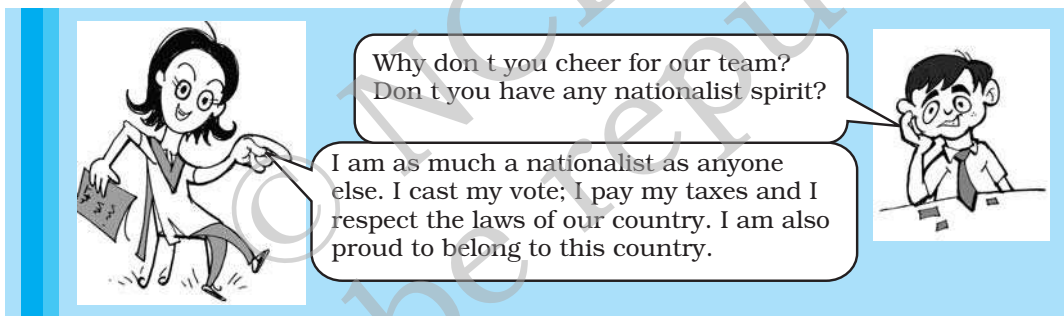 Why don t you cheer for our team?
Don t you have any nationalist spirit?
I am as much a nationalist as anyone
else. I cast my vote; I pay my taxes and I
respect the laws of our country. I am also
proud to belong to this country.